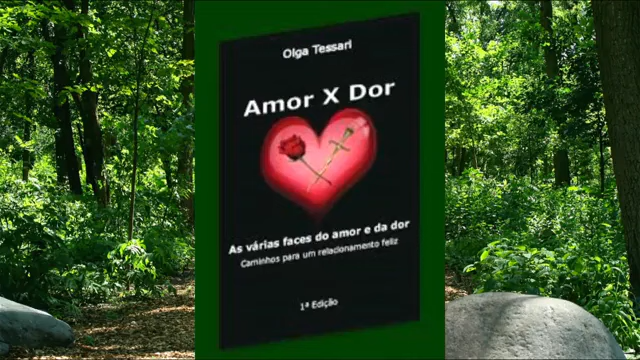 Olga Tessari
Amor X Dor
As várias faces do amor e da dor
Caminhos para um relacionamento feliz
1ª Edição